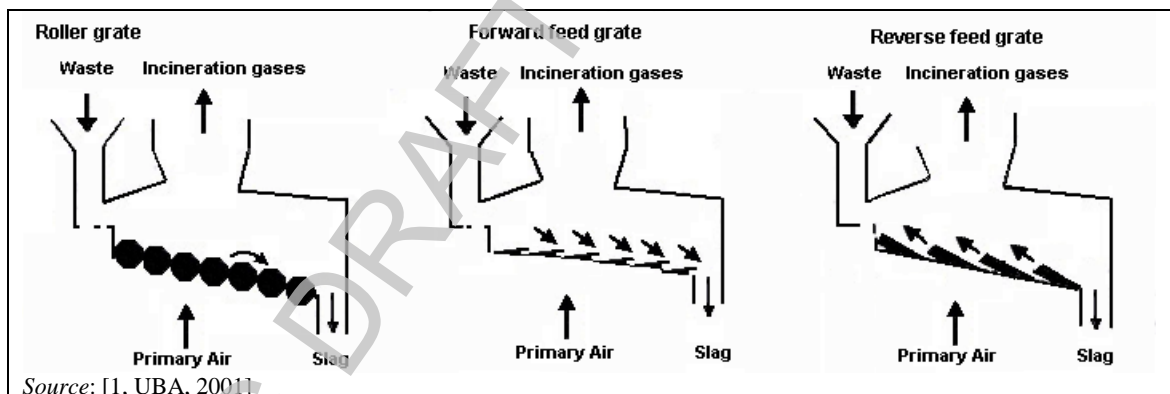 Roller grate
Waste Incineration gases
Primary Air Slag
Forward feed grate
Waste Incineration gases
Primary Air Slag
Reverse feed grate
Waste Incineration gases
Primary Air Slag
DRAFT
Source: [1, UBA, 2001]